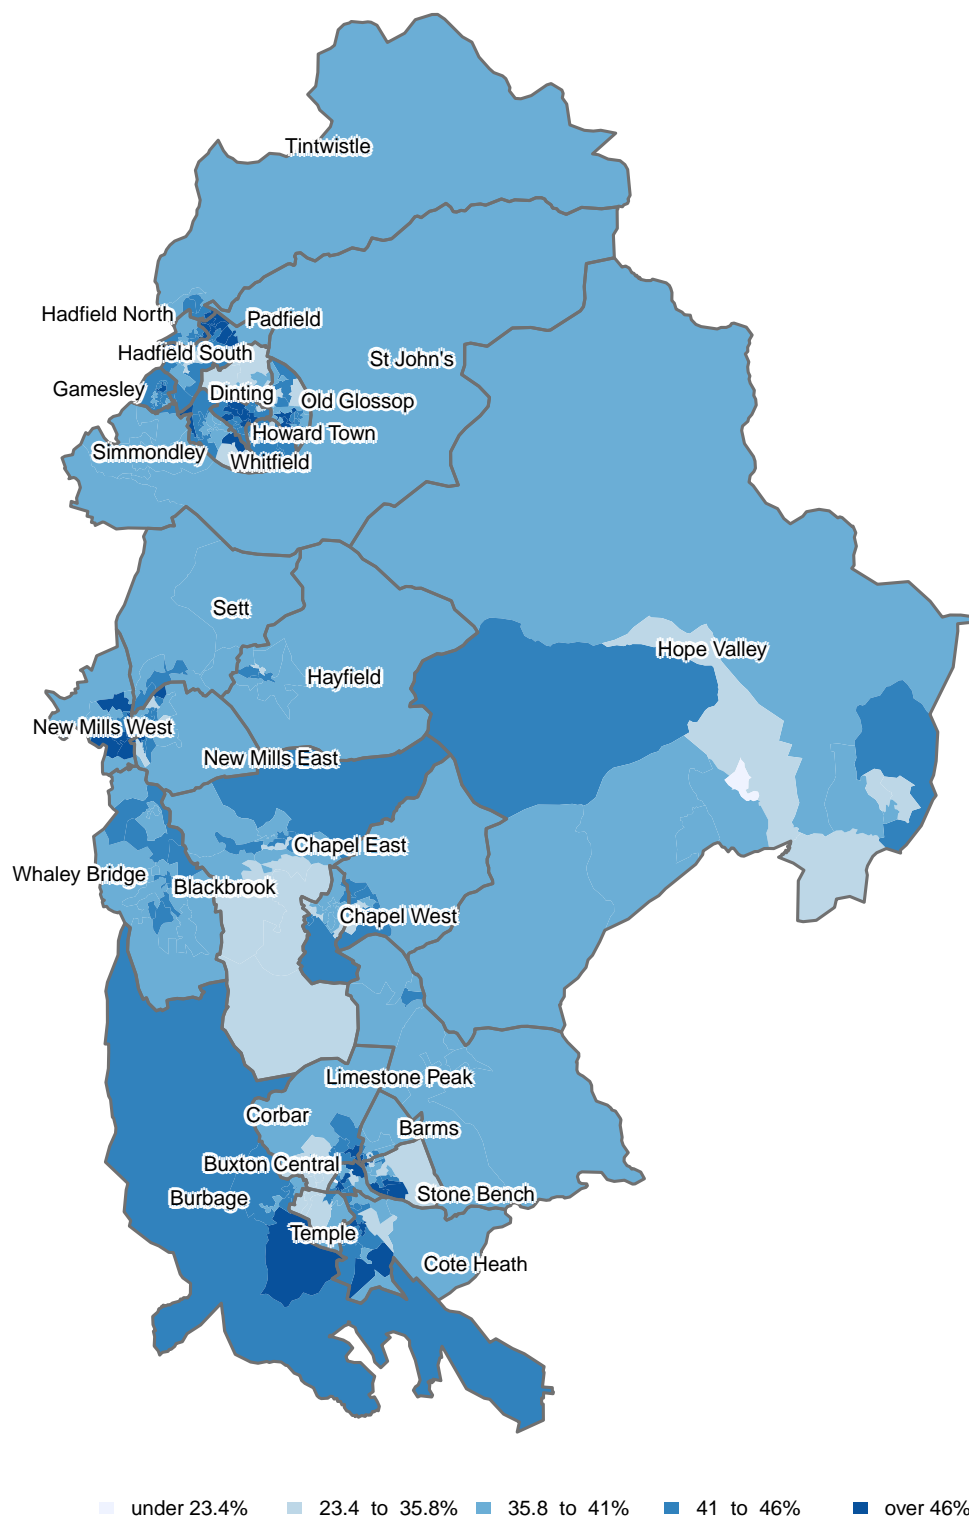 Tintwistle
Hadfield North
Padfield
Hadfield South
St John's
Gamesley
Dinting
Old Glossop
Howard Town
Simmondley
Whitfield
Sett
Hope Valley
Hayfield
New Mills West
New Mills East
Chapel East
Whaley Bridge
Blackbrook
Chapel West
Limestone Peak
Corbar
Barms
Buxton Central
Burbage
Stone Bench
Temple
Cote Heath
under 23.4%
23.4 to 35.8%
35.8 to 41%
41 to 46%
over 46%